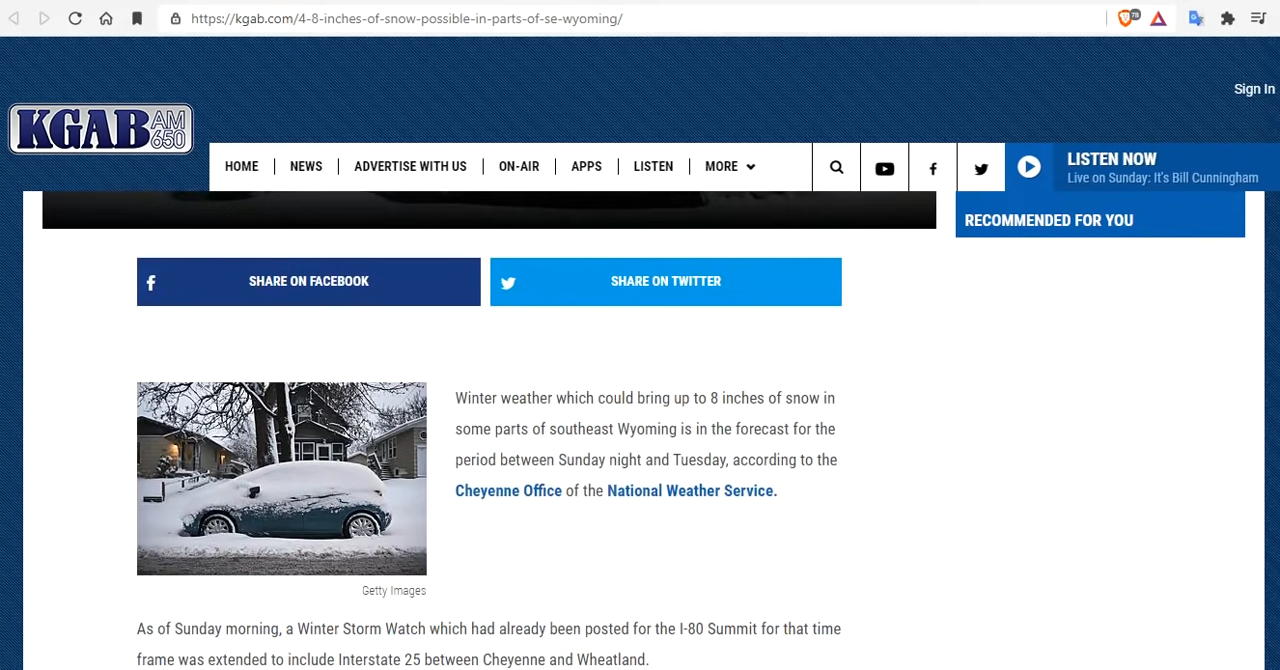 https://kgab.com/4-8-inches-of-snow-possible-in-parts-of-se-wyoming/
78
Sign In
KGAB AM 650
HOME NEWS ADVERTISE WITH US ON-AIR APPS LISTEN MORE
LISTEN NOW
Live on Sunday: It's Bill Cunningham
RECOMMENDED FOR YOU
SHARE ON FACEBOOK SHARE ON TWITTER
Winter weather which could bring up to 8 inches of snow in
some parts of southeast Wyoming is in the forecast for the
period between Sunday night and Tuesday, according to the
Cheyenne Office of the National Weather Service.
Getty Images
As of Sunday morning, a Winter Storm Watch which had already been posted for the I-80 Summit for that time
frame was extended to include Interstate 25 between Cheyenne and Wheatland.